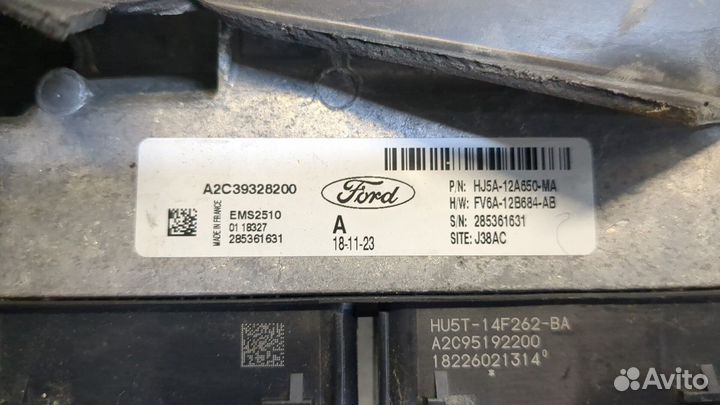 A2C39328200
MADE IN FRANCE
EMS2510
01 18327
285361631
Ford
A
18-11-23
P/N: HJ5A-12A650-MA
H/W: FV6A-12B684-AB
S/N: 285361631
SITE: J38AC
HU5T-14F262-BA
A2C95192200
18226021314⁰
*
Avito